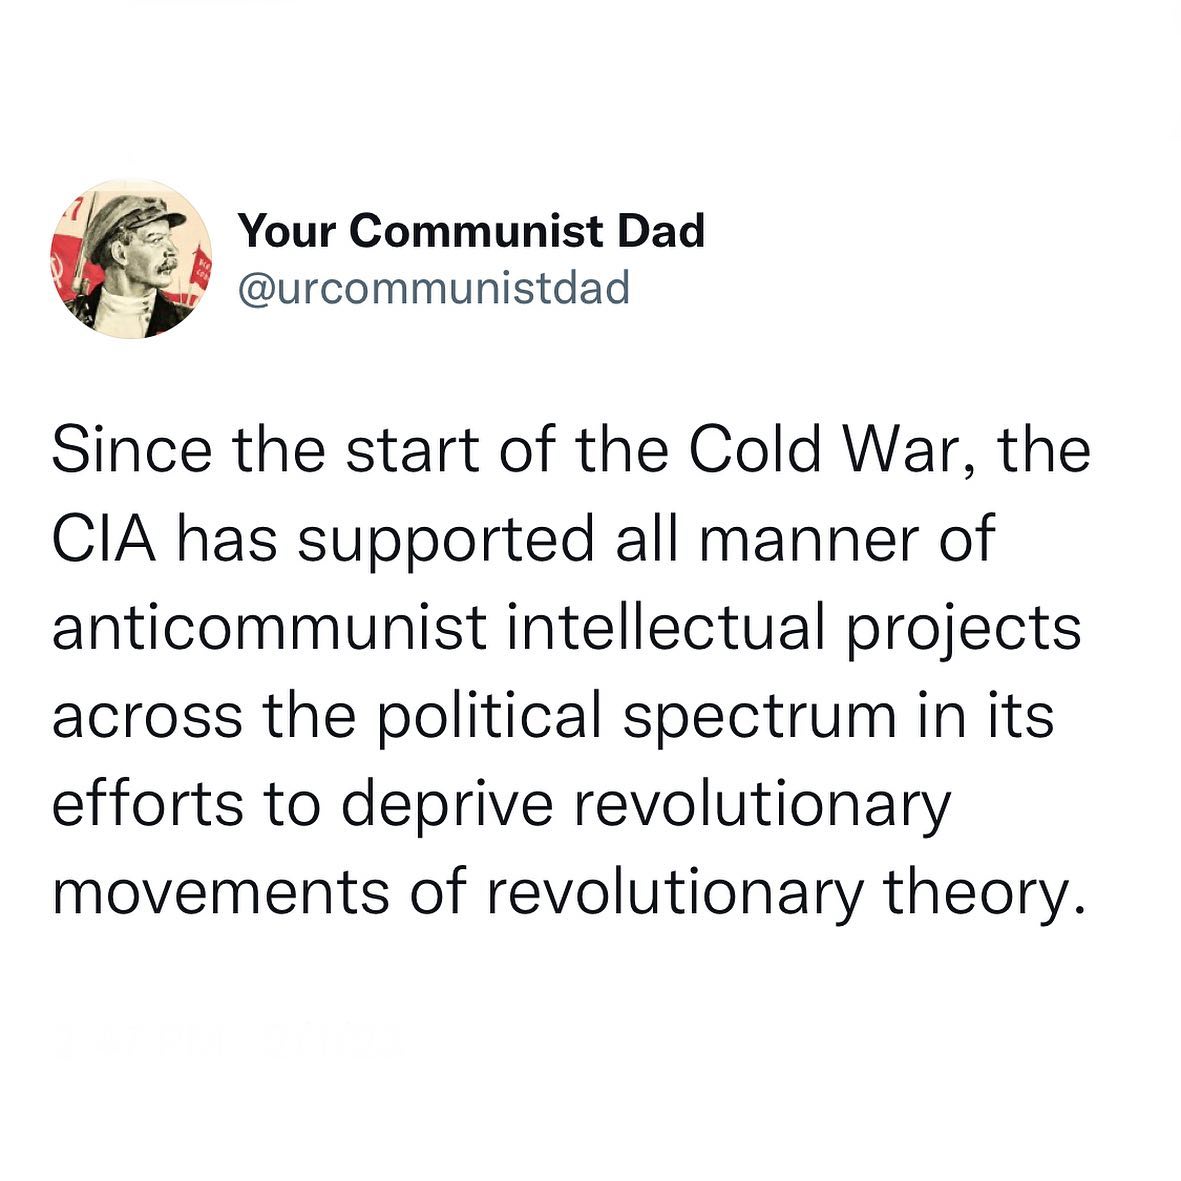 Your Communist Dad
@urcommunistdad
Since the start of the Cold War, the
CIA has supported all manner of
anticommunist intellectual projects
across the political spectrum in its
efforts to deprive revolutionary
movements of revolutionary theory.